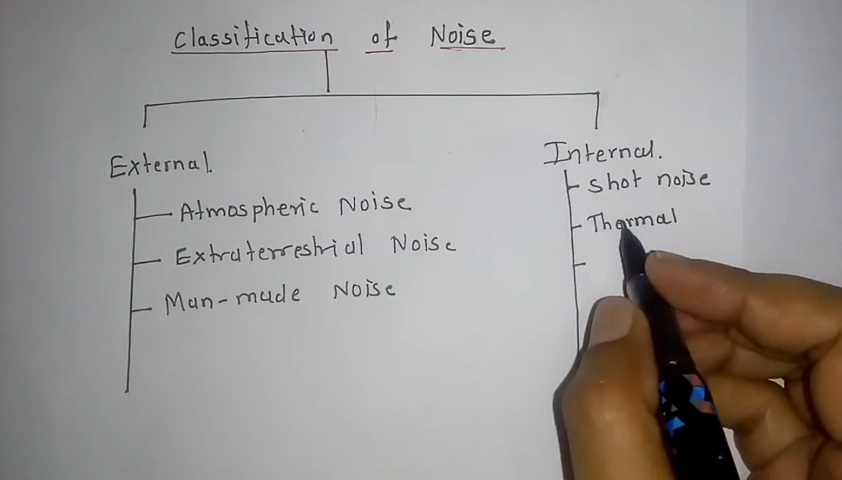 Classification of Noise
External.
Atmospheric Noise
Extraterrestrial Noise
Man-made Noise
Internal.
Shot noise
Thermal